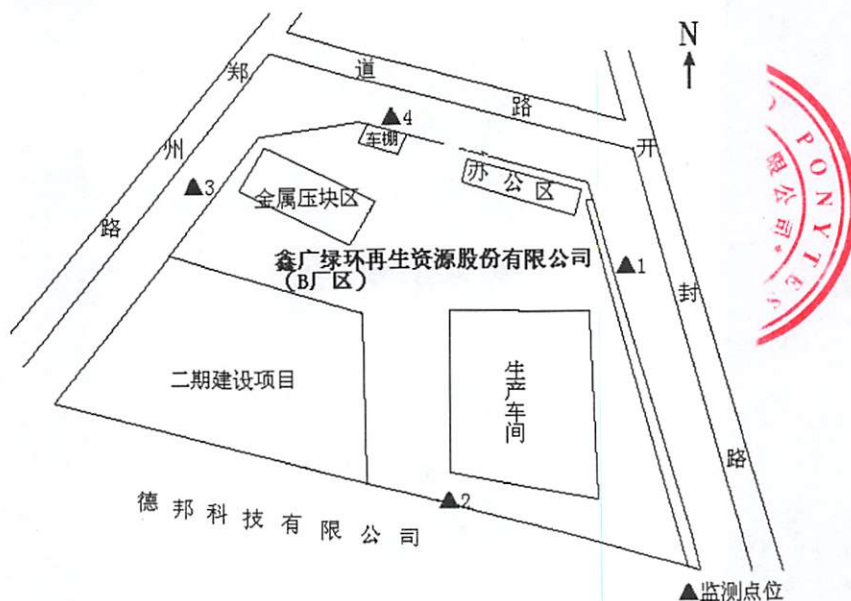 N
郑州路
道路
开封路
▲4
车棚
办公区
▲3
金属压块区
鑫广绿环再生资源股份有限公司
（B厂区）
▲1
二期建设项目
生产车间
▲2
德邦科技有限公司
▲监测点位
PONYTES
限公司